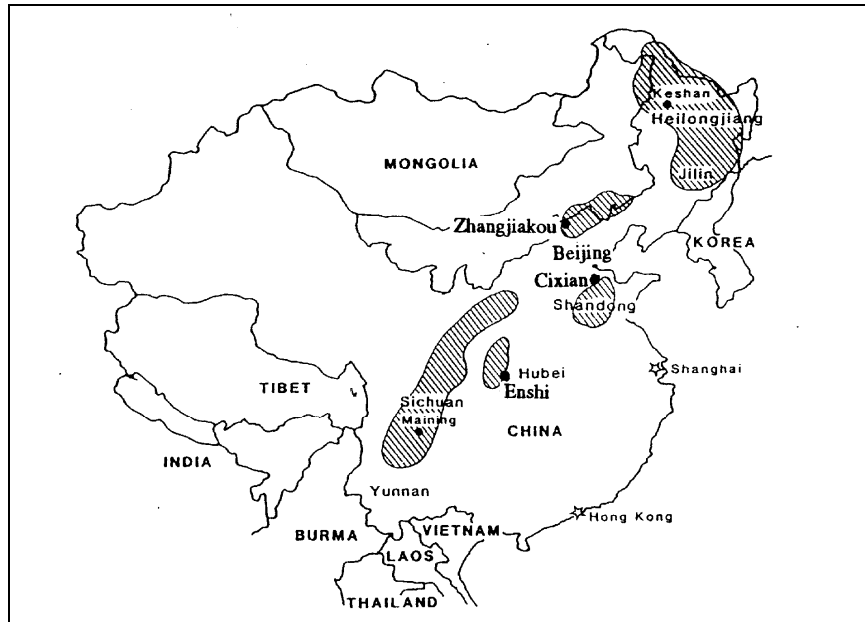 Keshan
Heilongjiang
MONGOLIA
Jilin
Zhangjiakou
KOREA
Beijing
Cixian
Shandong
Shanghai
Hubei
TIBET
Enshi
Sichuan
Maining
CHINA
INDIA
Yunnan
Hong Kong
BURMA
VIETNAM
LAOS
THAILAND